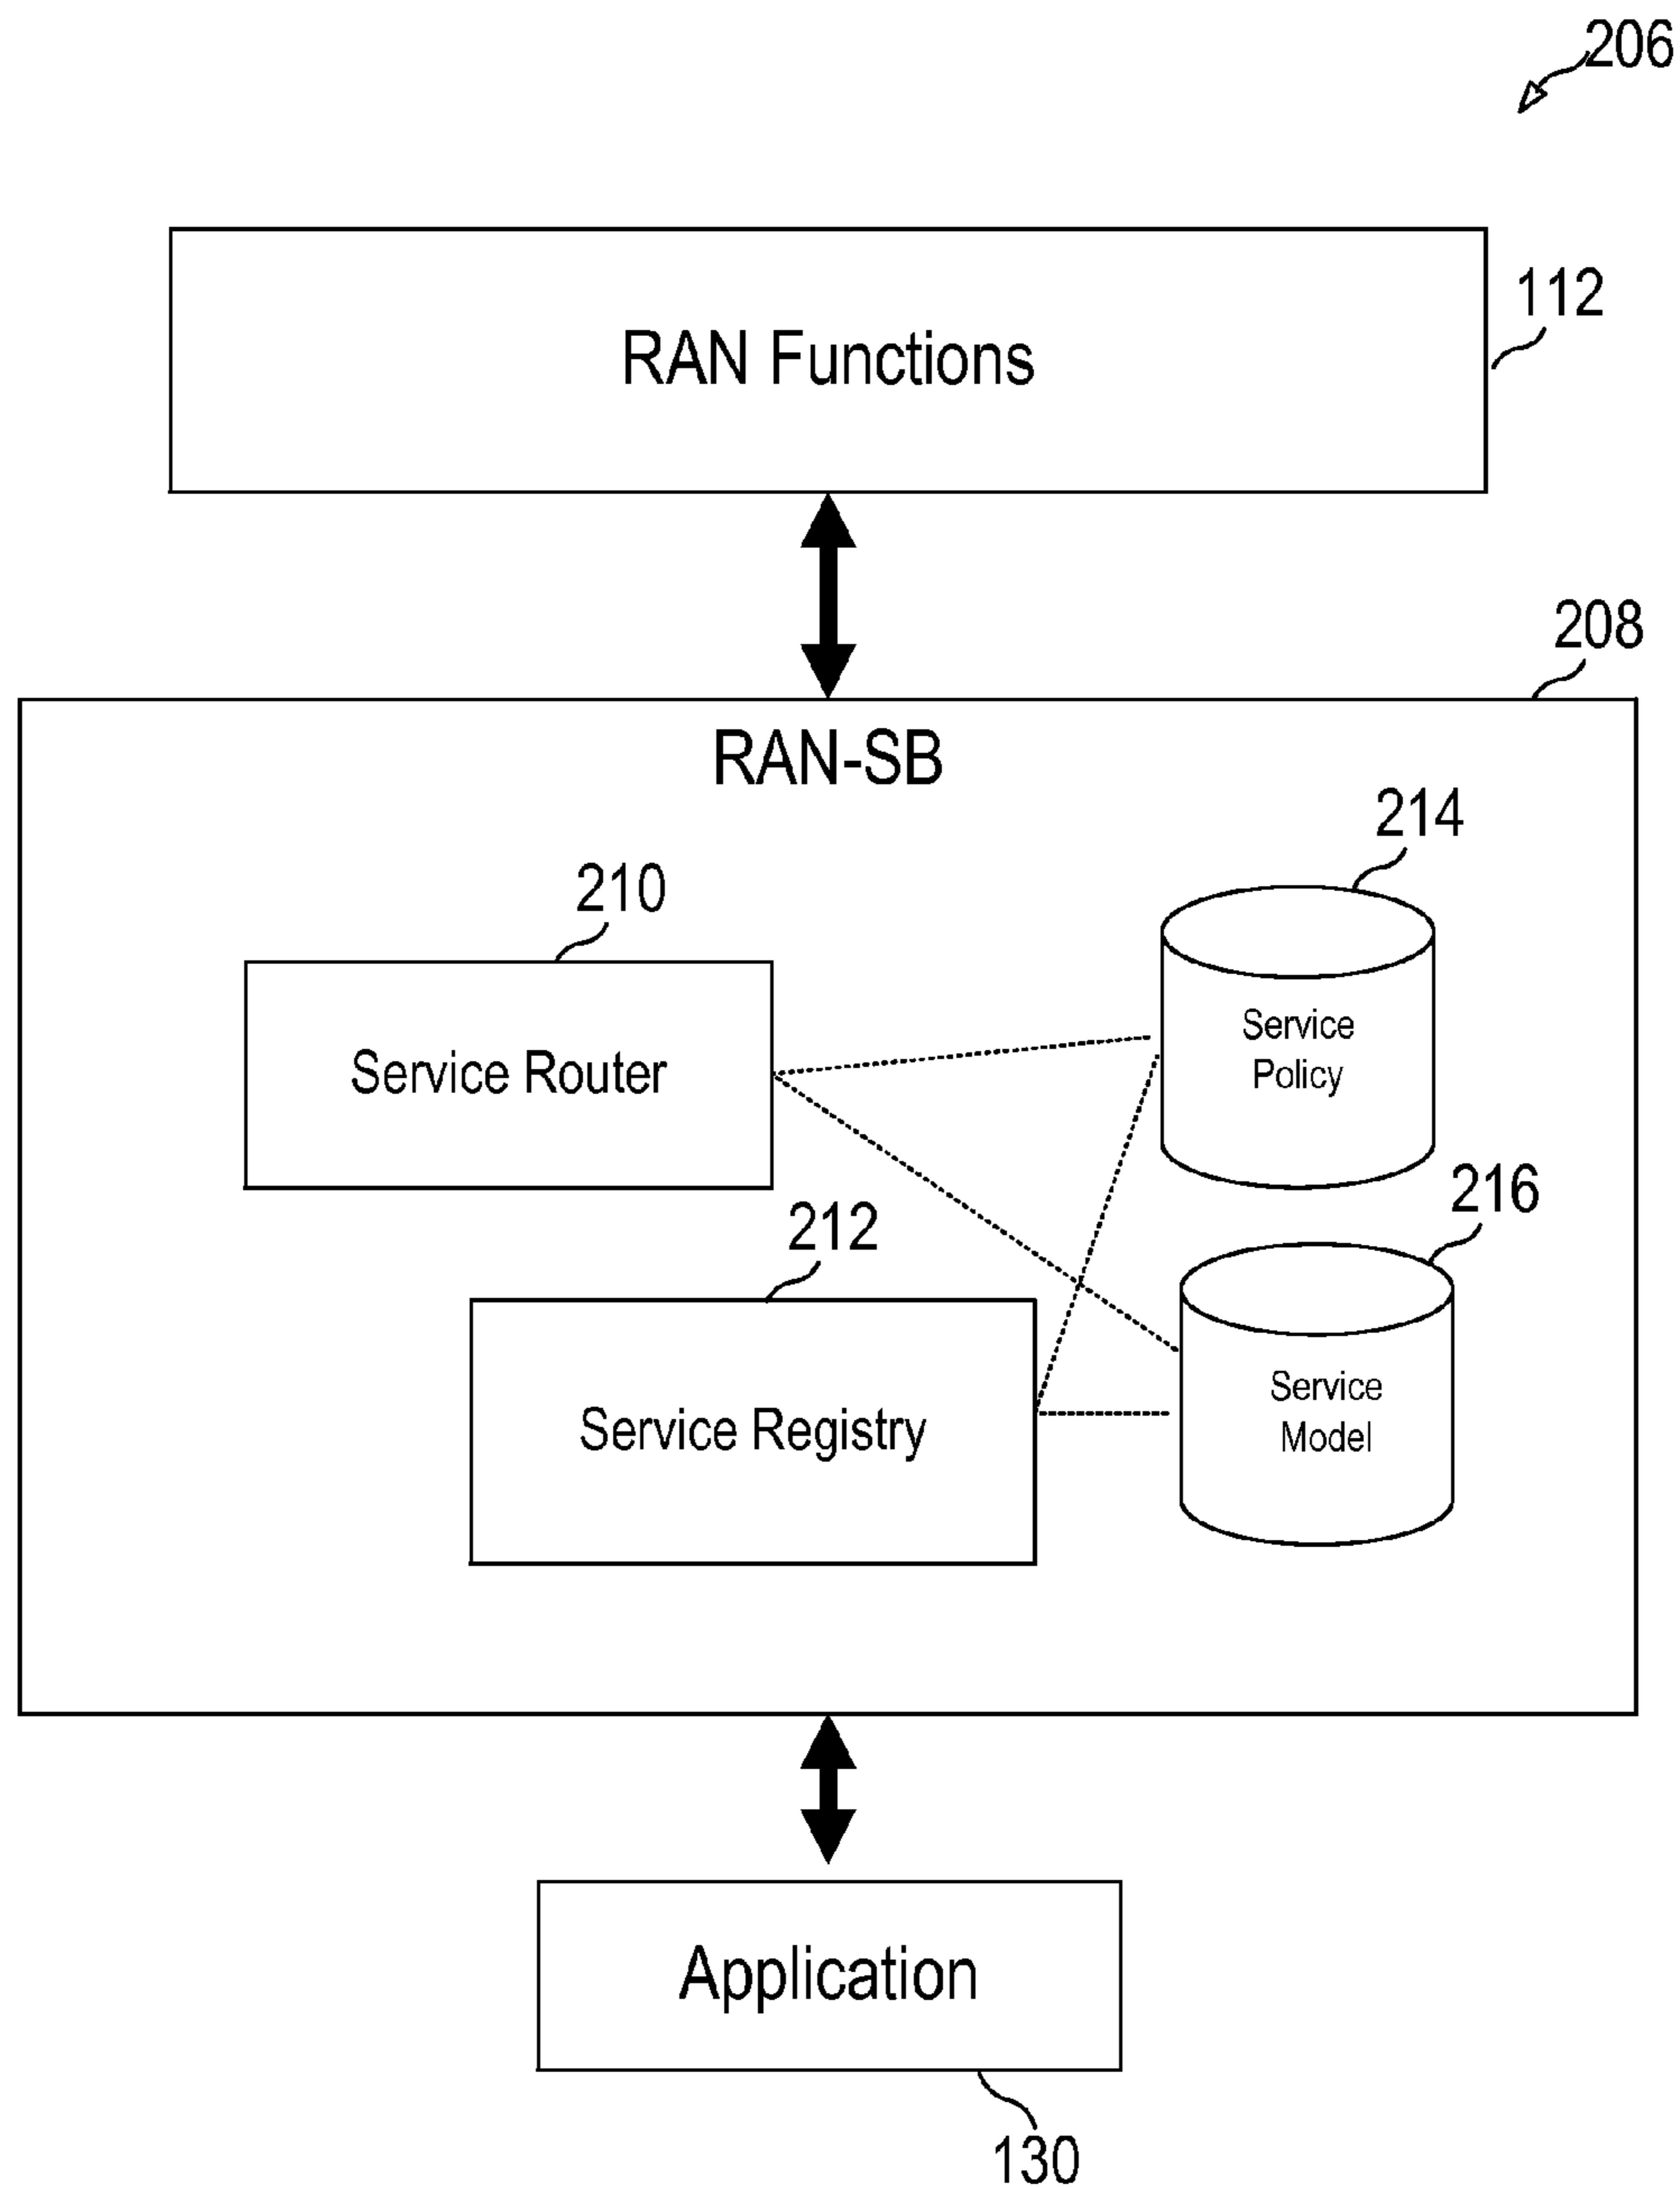 206
RAN Functions
112
208
RAN-SB
214
210
Service
Policy
Service Router
216
212
Service
Model
Service Registry
Application
130